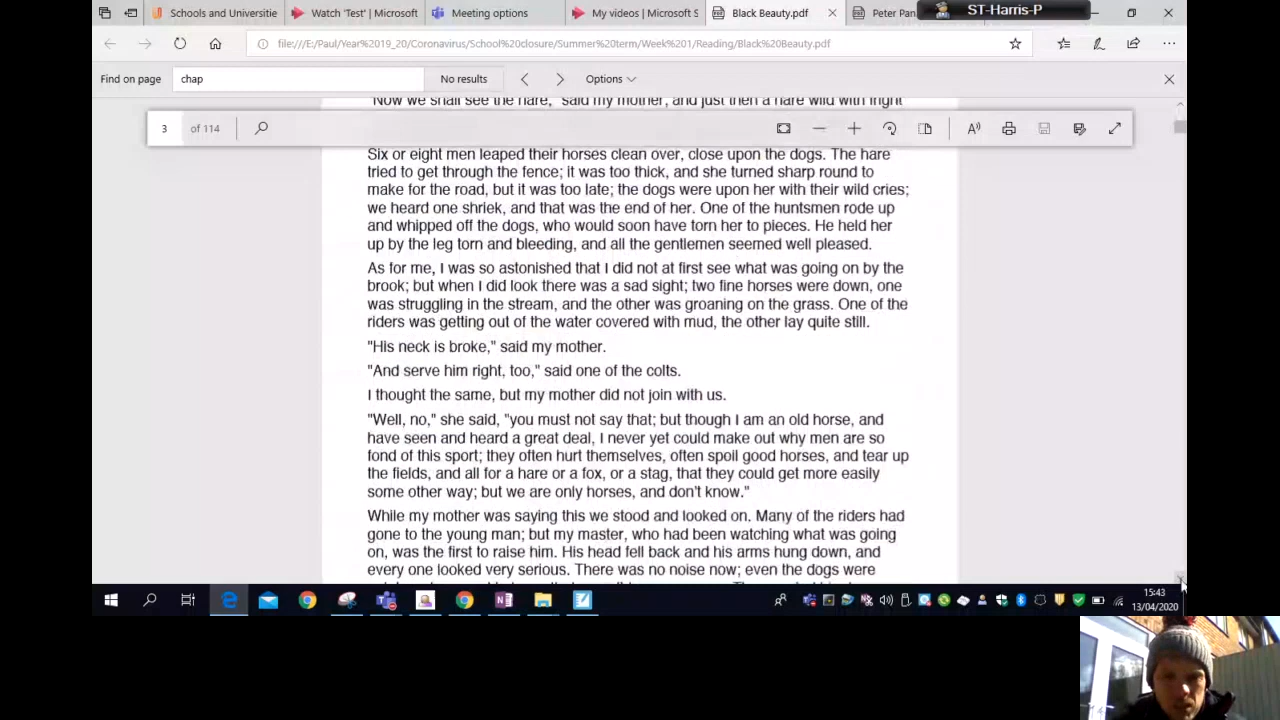 Schools and Universitie
Watch 'Test' | Microsoft
Meeting options
My videos | Microsoft S
Black Beauty.pdf
Peter Pan
ST-Harris-P
file:///E:/Paul/Year%2019_20/Coronavirus/School%20closure/Summer%20term/Week%201/Reading/Black%20Beauty.pdf
Find on page
chap
No results
Options
"Now we shall see the hare," said my mother; and just then a hare wild with fright
3 of 114
Six or eight men leaped their horses clean over, close upon the dogs. The hare
tried to get through the fence; it was too thick, and she turned sharp round to
make for the road, but it was too late; the dogs were upon her with their wild cries;
we heard one shriek, and that was the end of her. One of the huntsmen rode up
and whipped off the dogs, who would soon have torn her to pieces. He held her
up by the leg torn and bleeding, and all the gentlemen seemed well pleased.
As for me, I was so astonished that I did not at first see what was going on by the
brook; but when I did look there was a sad sight; two fine horses were down, one
was struggling in the stream, and the other was groaning on the grass. One of the
riders was getting out of the water covered with mud, the other lay quite still.
"His neck is broke," said my mother.
"And serve him right, too," said one of the colts.
I thought the same, but my mother did not join with us.
"Well, no," she said, "you must not say that; but though I am an old horse, and
have seen and heard a great deal, I never yet could make out why men are so
fond of this sport; they often hurt themselves, often spoil good horses, and tear up
the fields, and all for a hare or a fox, or a stag, that they could get more easily
some other way; but we are only horses, and don't know."
While my mother was saying this we stood and looked on. Many of the riders had
gone to the young man; but my master, who had been watching what was going
on, was the first to raise him. His head fell back and his arms hung down, and
every one looked very serious. There was no noise now; even the dogs were
15:43
13/04/2020